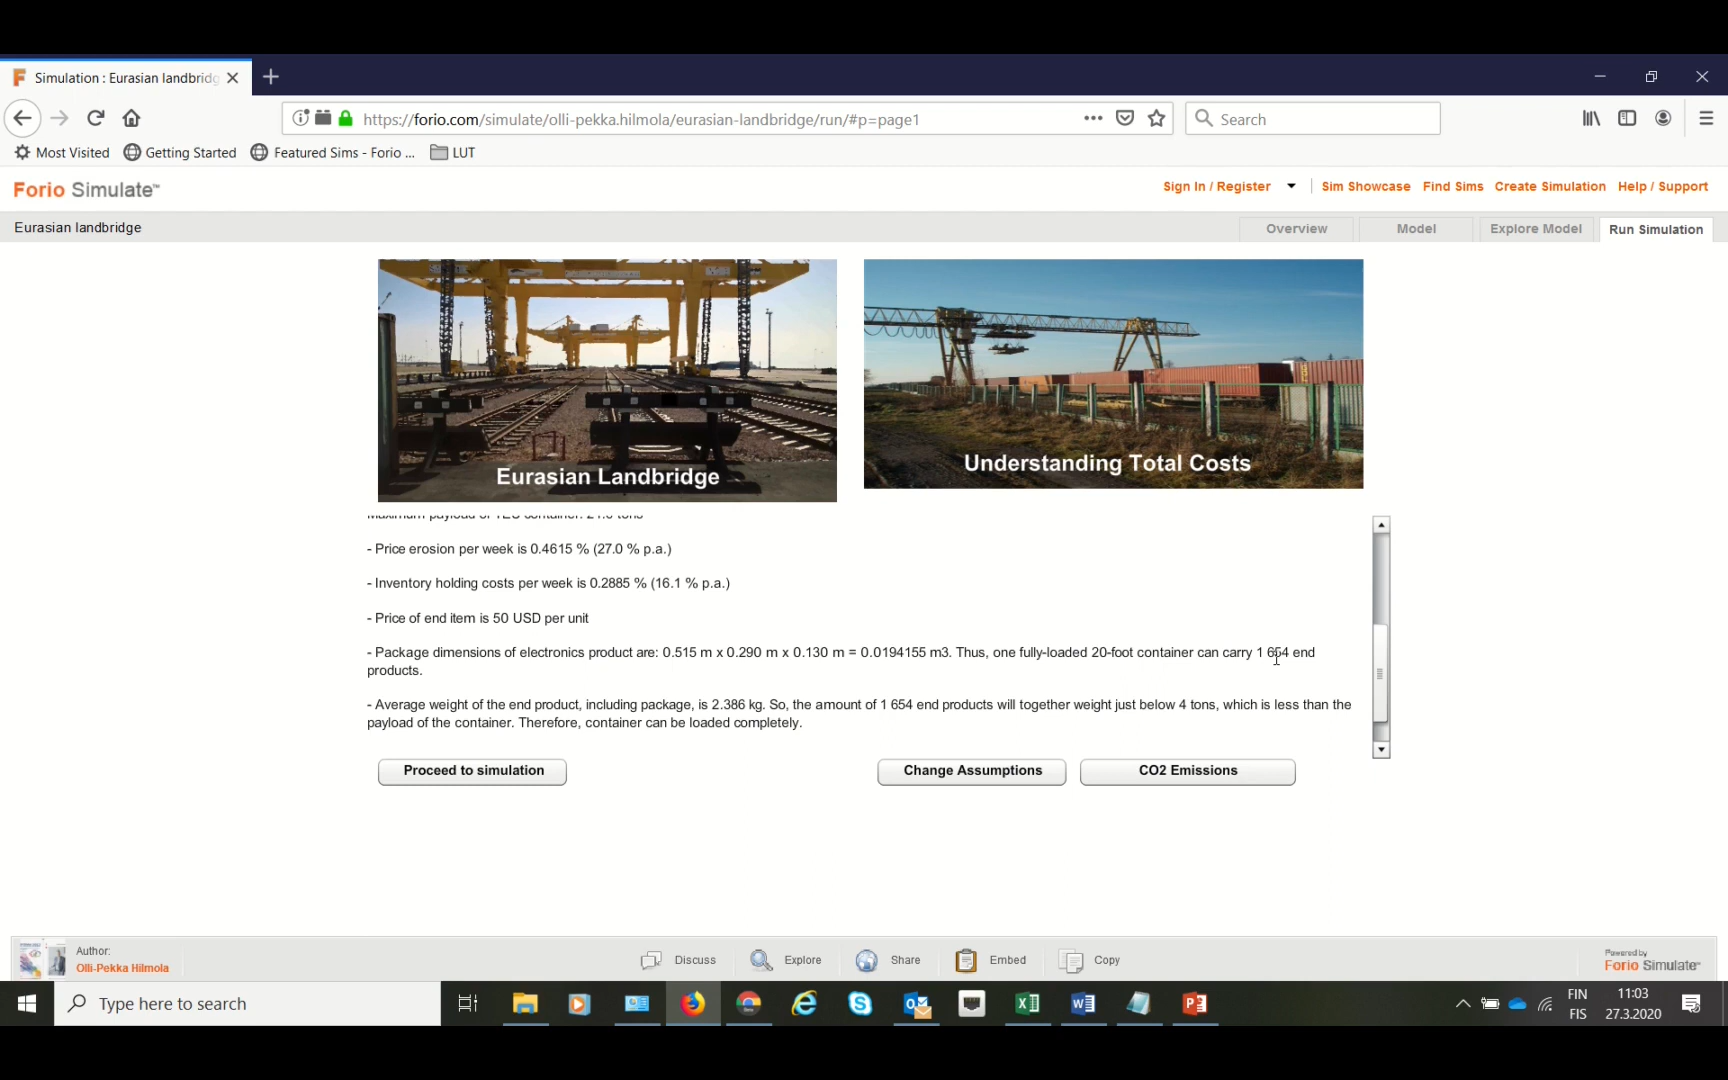 Simulation : Eurasian landbridg
https://forio.com/simulate/olli-pekka.hilmola/eurasian-landbridge/run/#p=page1
Search
Most Visited
Getting Started
Featured Sims - Forio ...
LUT
Forio Simulate™
Sign In / Register
Sim Showcase
Find Sims
Create Simulation
Help / Support
Eurasian landbridge
Overview
Model
Explore Model
Run Simulation
Eurasian Landbridge
Understanding Total Costs
- Price erosion per week is 0.4615 % (27.0 % p.a.)
- Inventory holding costs per week is 0.2885 % (16.1 % p.a.)
- Price of end item is 50 USD per unit
- Package dimensions of electronics product are: 0.515 m x 0.290 m x 0.130 m = 0.0194155 m3. Thus, one fully-loaded 20-foot container can carry 1 654 end
products.
- Average weight of the end product, including package, is 2.386 kg. So, the amount of 1 654 end products will together weight just below 4 tons, which is less than the
payload of the container. Therefore, container can be loaded completely.
Proceed to simulation
Change Assumptions
CO2 Emissions
Author:
Olli-Pekka Hilmola
Discuss
Explore
Share
Embed
Copy
Powered by
Forio Simulate™
Type here to search
FIN
FIS
11:03
27.3.2020